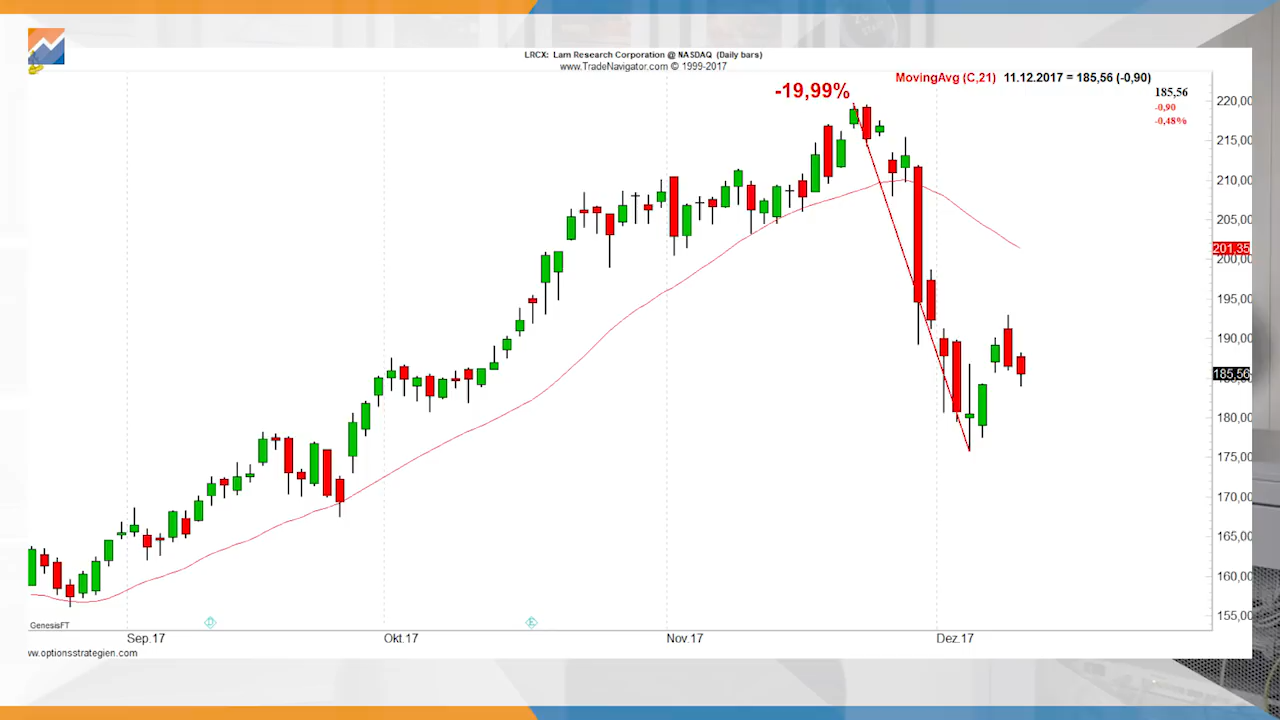 LRCX: Lam Research Corporation @ NASDAQ (Daily bars)
www.TradeNavigator.com © 1999-2017
MovingAvg (C,21) 11.12.2017 = 185,56 (-0,90)
-19,99%
185,56
-0,90
-0,48%
220,00
215,00
210,00
205,00
201,35
200,00
195,00
190,00
185,56
180,00
175,00
170,00
165,00
160,00
155,00
D
E
GenesisFT
Sep.17
Okt.17
Nov.17
Dez.17
ww.optionsstrategien.com